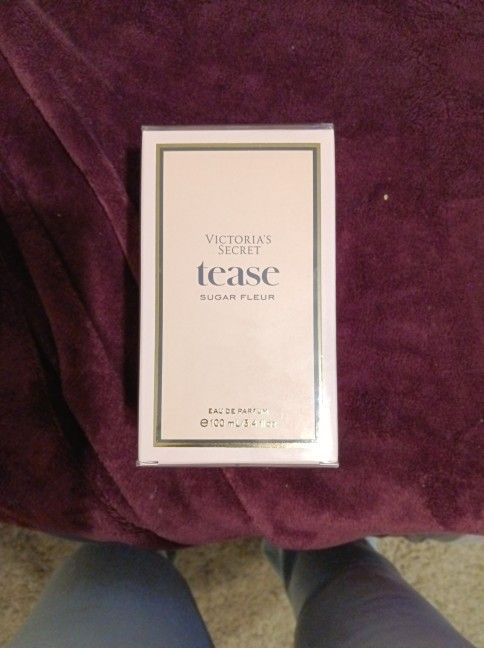 VICTORIA'S
SECRET
tease
SUGAR FLEUR
EAU DE PARFUM
℮ 100 mL/3.4 fl oz